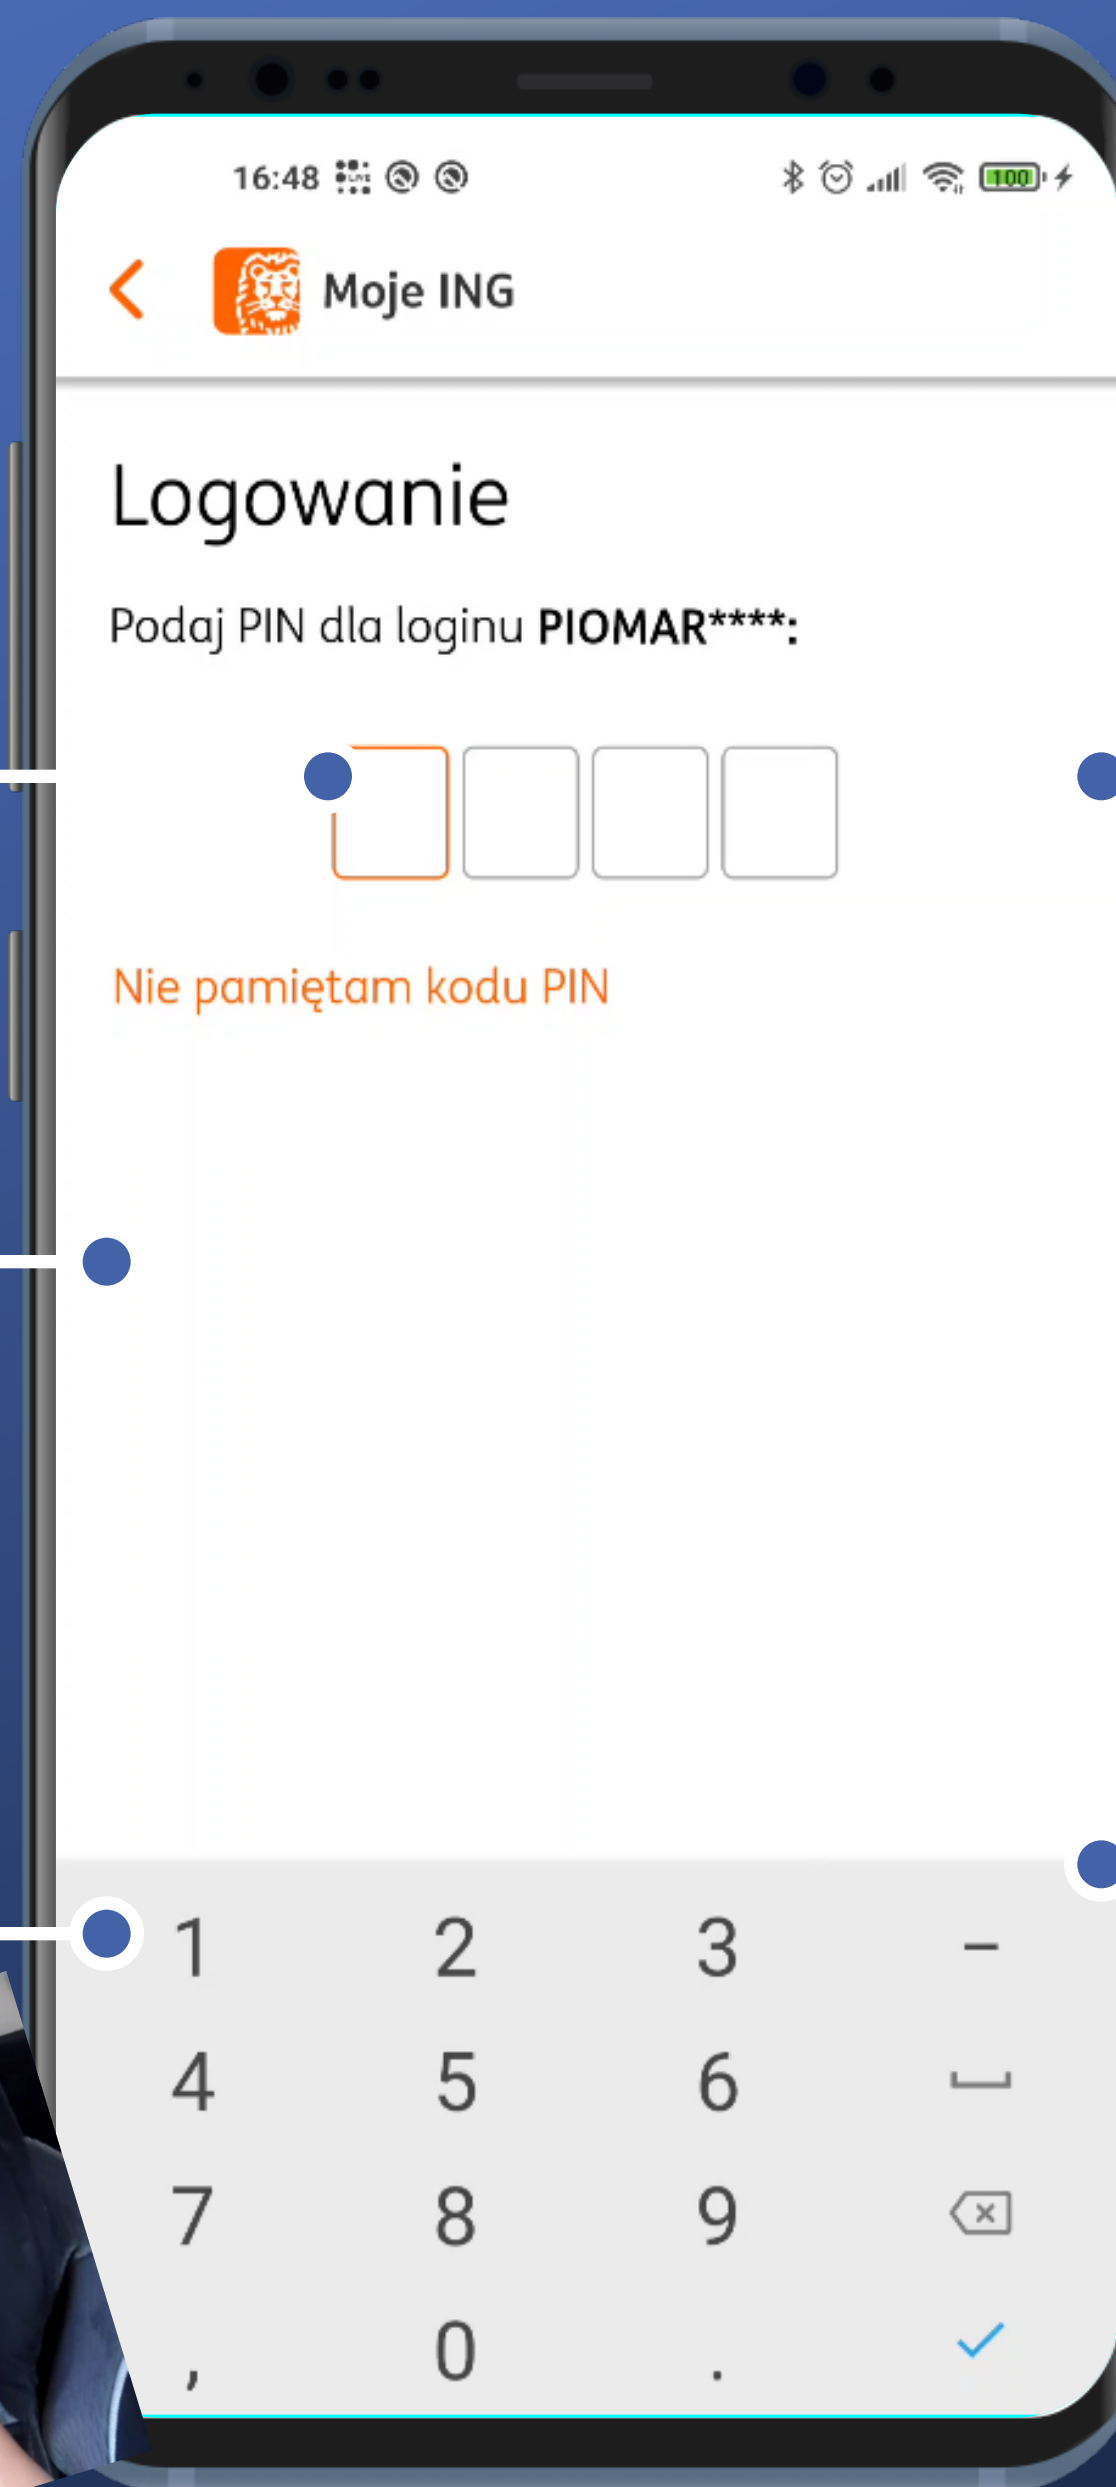 16:48
100
Moje ING
Logowanie
Podaj PIN dla loginu PIOMAR****:
Nie pamiętam kodu PIN
1 2 3 –
4 5 6
7 8 9
, 0 .